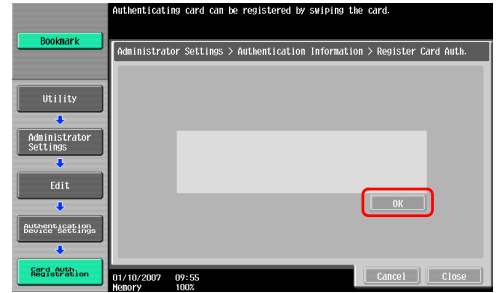 Authenticating card can be registered by swiping the card.
Bookmark
Administrator Settings > Authentication Information > Register Card Auth.
Utility
Administrator
Settings
Edit
Authentication
Device Settings
Card Auth.
Registration
OK
01/10/2007 09:55
Memory 100%
Cancel
Close